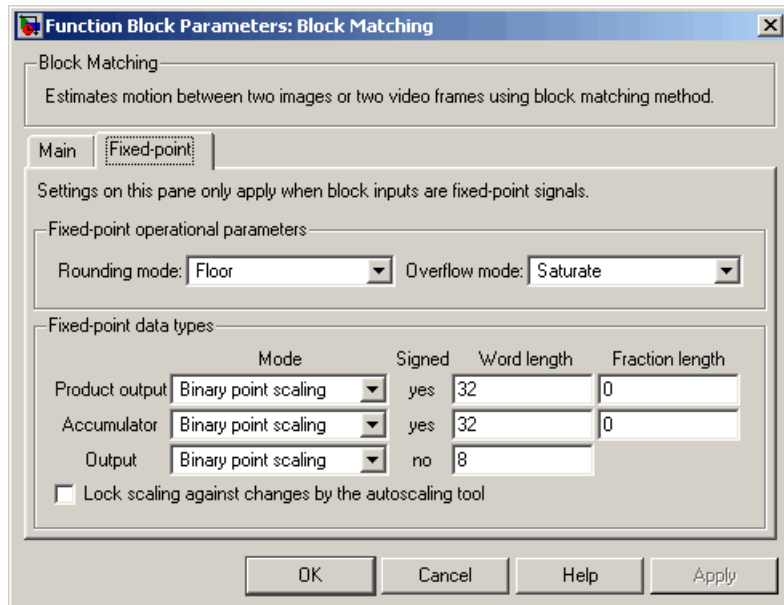 Function Block Parameters: Block Matching
Block Matching
Estimates motion between two images or two video frames using block matching method.
Main Fixed-point
Settings on this pane only apply when block inputs are fixed-point signals.
Fixed-point operational parameters
Rounding mode: Floor Overflow mode: Saturate
Fixed-point data types
Mode Signed Word length Fraction length
Product output Binary point scaling yes 32 0
Accumulator Binary point scaling yes 32 0
Output Binary point scaling no 8
Lock scaling against changes by the autoscaling tool
OK Cancel Help Apply